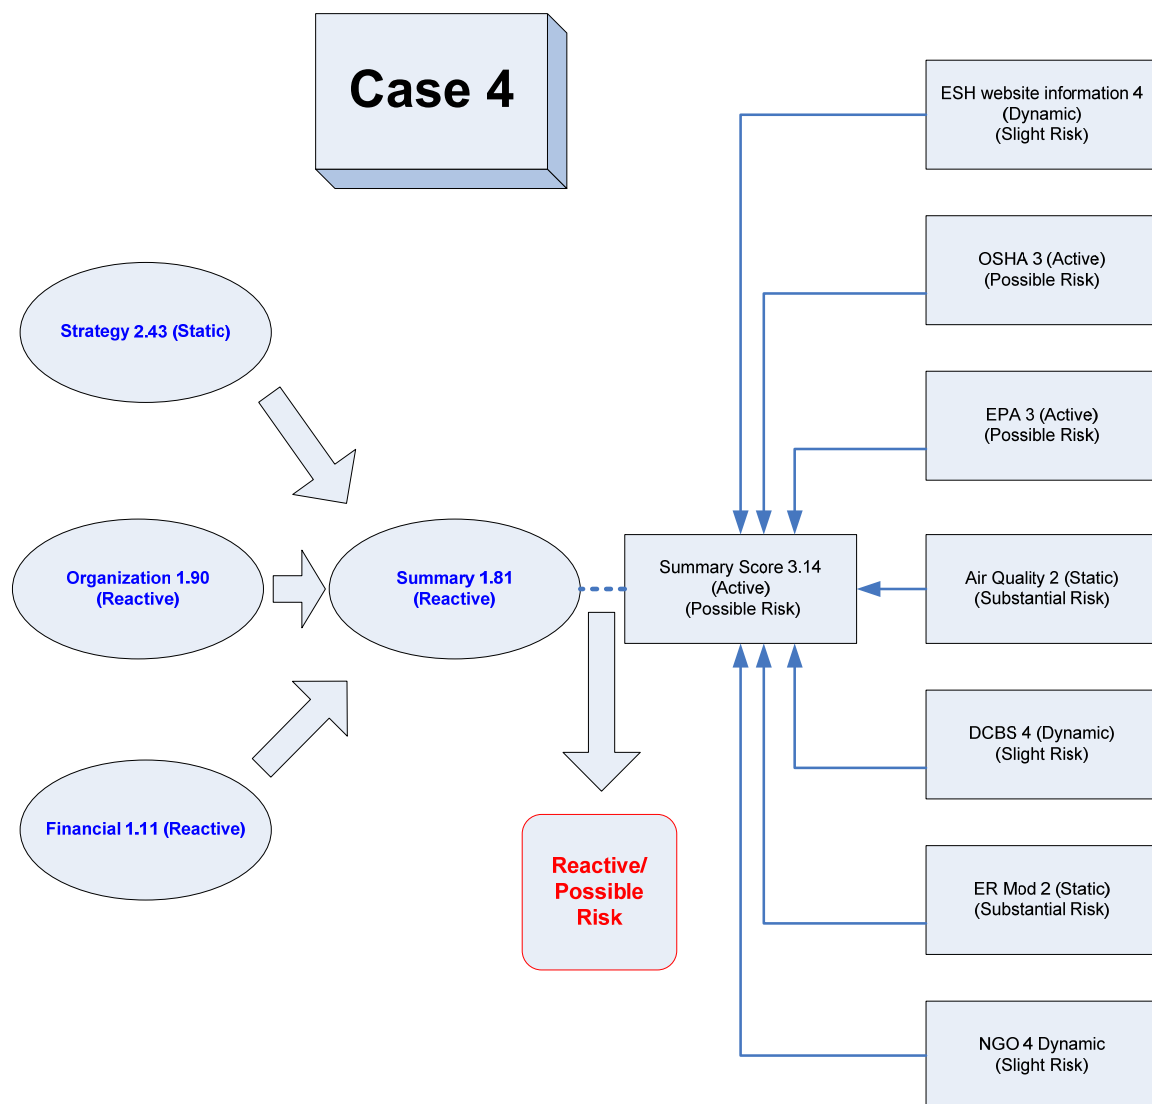 Case 4
ESH website information 4
(Dynamic)
(Slight Risk)
OSHA 3 (Active)
(Possible Risk)
Strategy 2.43 (Static)
EPA 3 (Active)
(Possible Risk)
Organization 1.90
(Reactive)
Summary 1.81
(Reactive)
Summary Score 3.14
(Active)
(Possible Risk)
Air Quality 2 (Static)
(Substantial Risk)
DCBS 4 (Dynamic)
(Slight Risk)
Financial 1.11 (Reactive)
Reactive/
Possible
Risk
ER Mod 2 (Static)
(Substantial Risk)
NGO 4 Dynamic
(Slight Risk)